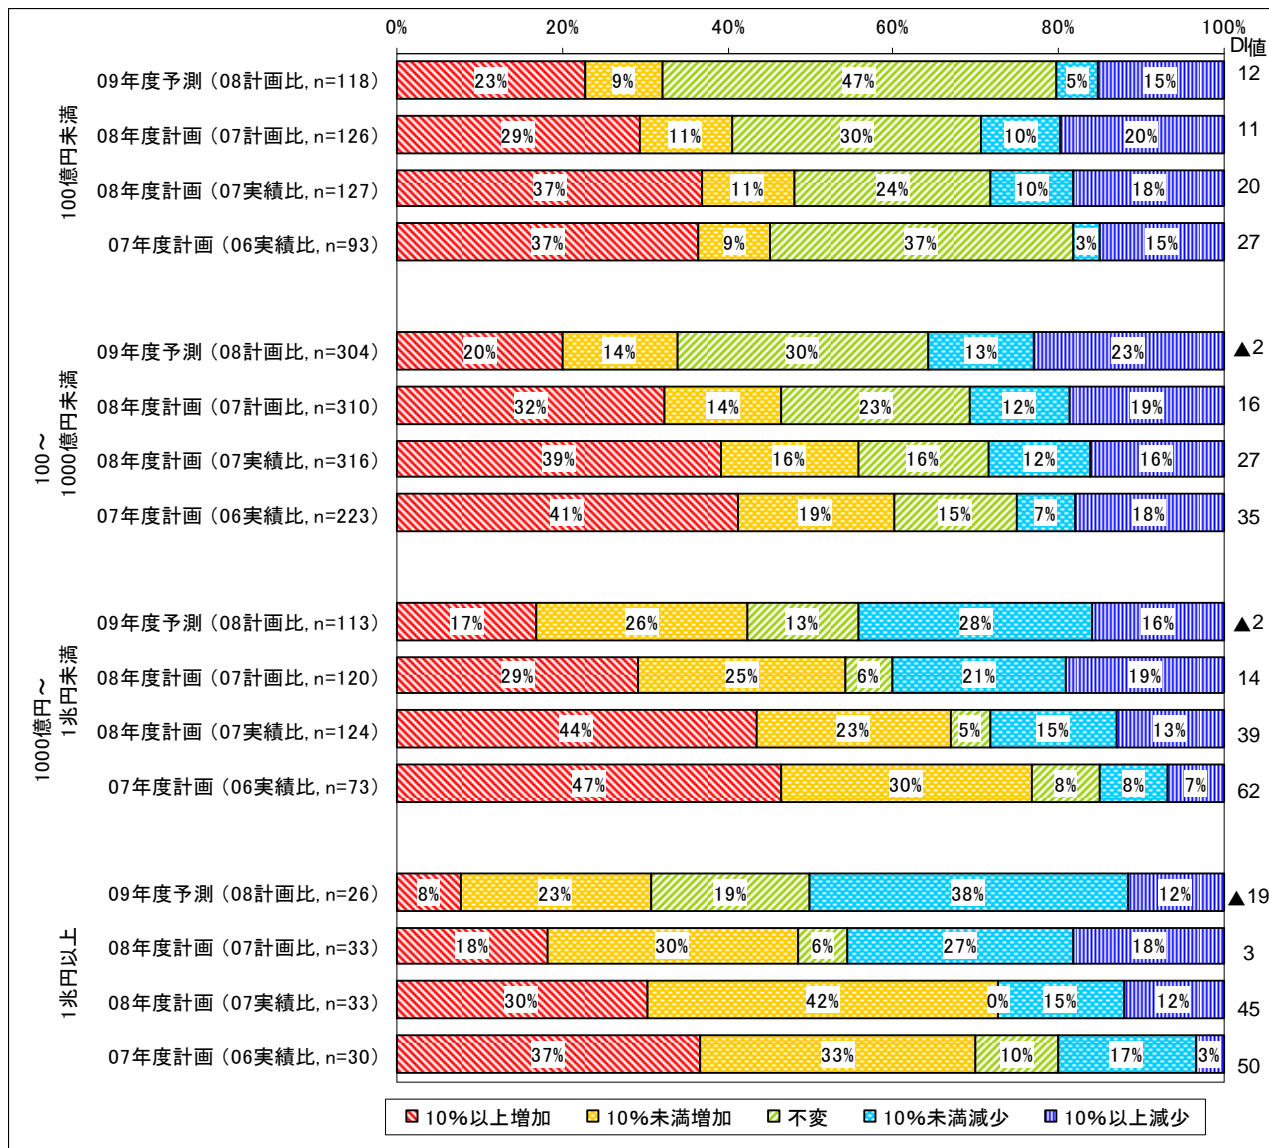 0% 20% 40% 60% 80% 100%
DI値
100億円未満
09年度予測（08計画比, n=118） 23% 9% 47% 5% 15% 12
08年度計画（07計画比, n=126） 29% 11% 30% 10% 20% 11
08年度計画（07実績比, n=127） 37% 11% 24% 10% 18% 20
07年度計画（06実績比, n=93） 37% 9% 37% 3% 15% 27
100～
1000億円未満
09年度予測（08計画比, n=304） 20% 14% 30% 13% 23% ▲2
08年度計画（07計画比, n=310） 32% 14% 23% 12% 19% 16
08年度計画（07実績比, n=316） 39% 16% 16% 12% 16% 27
07年度計画（06実績比, n=223） 41% 19% 15% 7% 18% 35
1000億円～
1兆円未満
09年度予測（08計画比, n=113） 17% 26% 13% 28% 16% ▲2
08年度計画（07計画比, n=120） 29% 25% 6% 21% 19% 14
08年度計画（07実績比, n=124） 44% 23% 5% 15% 13% 39
07年度計画（06実績比, n=73） 47% 30% 8% 8% 7% 62
1兆円以上
09年度予測（08計画比, n=26） 8% 23% 19% 38% 12% ▲19
08年度計画（07計画比, n=33） 18% 30% 6% 27% 18% 3
08年度計画（07実績比, n=33） 30% 42% 0% 15% 12% 45
07年度計画（06実績比, n=30） 37% 33% 10% 17% 3% 50
10%以上増加 10%未満増加 不変 10%未満減少 10%以上減少